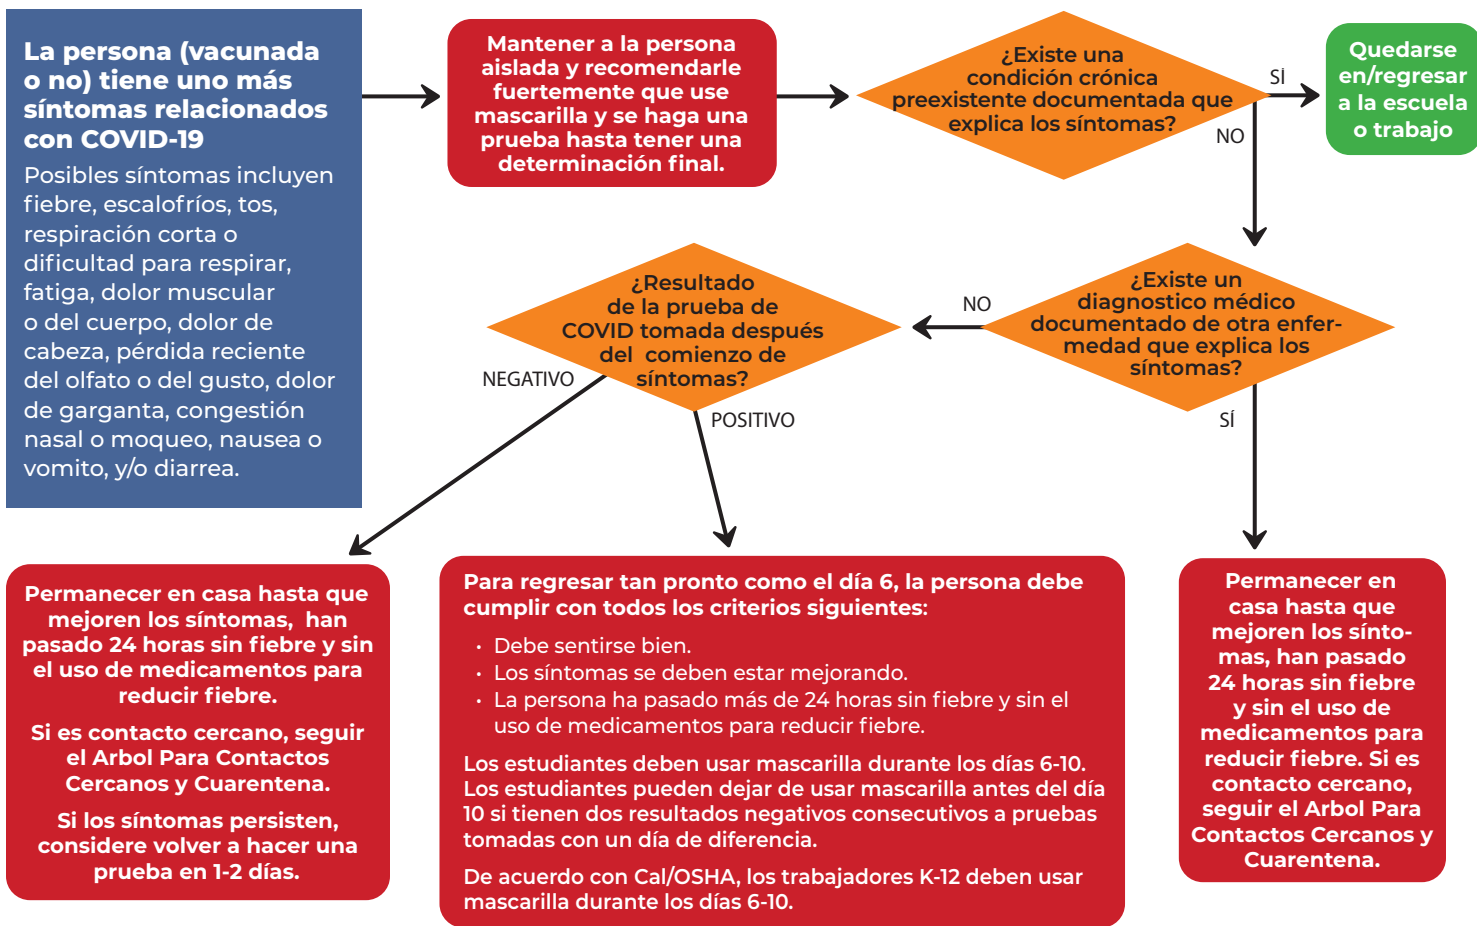 La persona (vacunada
o no) tiene uno más
síntomas relacionados
con COVID-19
Posibles síntomas incluyen
fiebre, escalofríos, tos,
respiración corta o
dificultad para respirar,
fatiga, dolor muscular
o del cuerpo, dolor de
cabeza, pérdida reciente
del olfato o del gusto, dolor
de garganta, congestión
nasal o moqueo, nausea o
vomito, y/o diarrea.
Mantener a la persona
aislada y recomendarle
fuertemente que use
mascarilla y se haga una
prueba hasta tener una
determinación final.
¿Existe una
condición crónica
preexistente documentada que
explica los síntomas?
SÍ
NO
Quedarse
en/regresar
a la escuela
o trabajo
¿Existe un
diagnostico médico
documentado de otra enfer-
medad que explica los
síntomas?
NO
SÍ
¿Resultado
de la prueba de
COVID tomada después
del comienzo de
síntomas?
NEGATIVO
POSITIVO
Permanecer en casa hasta que
mejoren los síntomas, han
pasado 24 horas sin fiebre y sin
el uso de medicamentos para
reducir fiebre.
Si es contacto cercano, seguir
el Arbol Para Contactos
Cercanos y Cuarentena.
Si los síntomas persisten,
considere volver a hacer una
prueba en 1-2 días.
Para regresar tan pronto como el día 6, la persona debe
cumplir con todos los criterios siguientes:
· Debe sentirse bien.
· Los síntomas se deben estar mejorando.
· La persona ha pasado más de 24 horas sin fiebre y sin el
uso de medicamentos para reducir fiebre.
Los estudiantes deben usar mascarilla durante los días 6-10.
Los estudiantes pueden dejar de usar mascarilla antes del día
10 si tienen dos resultados negativos consecutivos a pruebas
tomadas con un día de diferencia.
De acuerdo con Cal/OSHA, los trabajadores K-12 deben usar
mascarilla durante los días 6-10.
Permanecer en
casa hasta que
mejoren los sínto-
mas, han pasado
24 horas sin fiebre
y sin el uso de
medicamentos para
reducir fiebre. Si es
contacto cercano,
seguir el Arbol Para
Contactos Cercanos y
Cuarentena.